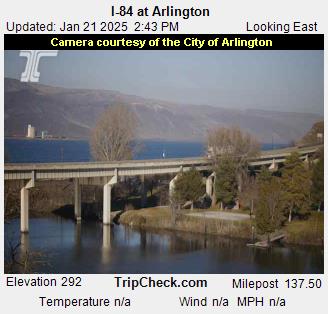 I-84 at Arlington
Updated: Jan 21 2025 2:43 PM Looking East
Camera courtesy of the City of Arlington
Elevation 292 TripCheck.com Milepost 137.50
Temperature n/a Wind n/a MPH n/a